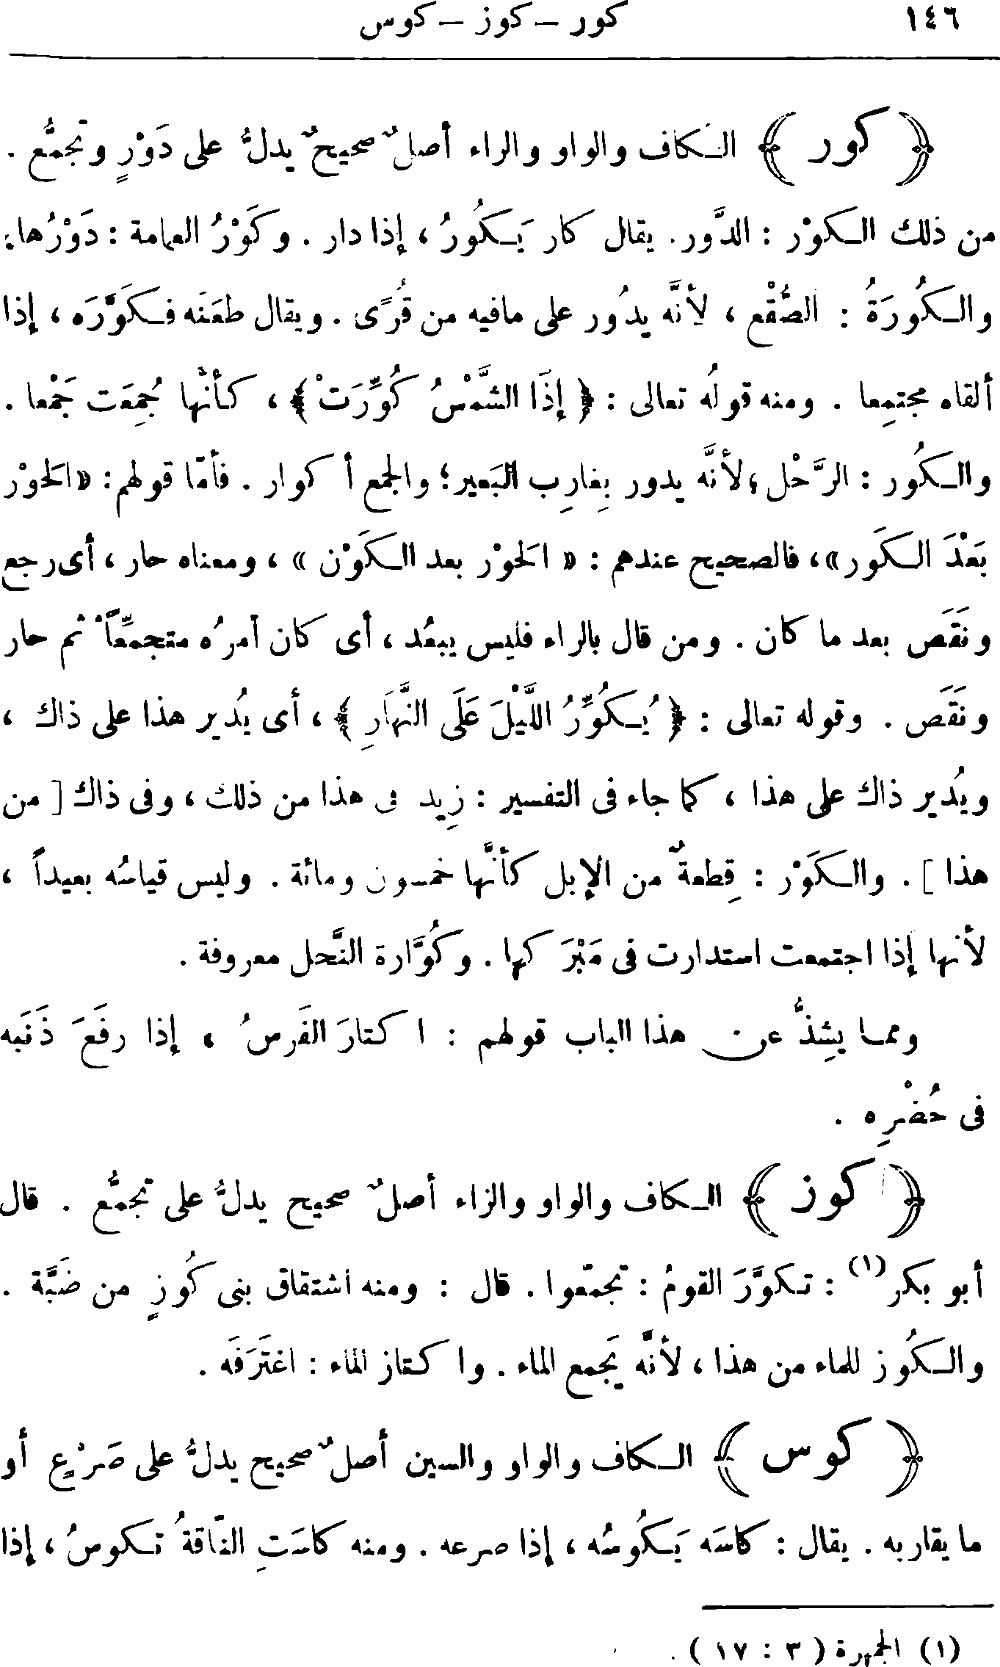 ١٤٦ كور – كوز – كوس
﴿ كور ﴾ الكاف والواو والراء أصلٌ صحيحٌ يدلُّ على دَوْرٍ وتجمُّع .
من ذلك الكَوْر : الدَّور. يقال كار يَكُورُ ، إذا دار . وكَوْرُ العمامة : دَوْرُها.
والكُورَةُ : الصُّقْع ، لأنَّه يدُور على مافيه من قُرًى . ويقال طعَنَه فكَوَّرَه ، إذا
ألقاه مجتمِعا . ومنه قولُه تعالى : ﴿ إِذَا الشَّمْسُ كُوِّرَتْ ﴾ ، كأنَّها جُمِعَت جَمْعا .
والكُور : الرَّحْل ؛ لأنَّه يدور بِغارِب البَعير؛ والجمع أكوار . فأمّا قولهم: «الحَوْر
بَعْدَ الكَور»، فالصحيح عندهم : « الحَوْر بعد الكَوْن » ، ومعناه حار ، أى رجع
ونَقَص بعد ما كان . ومن قال بالراء فليس يبعُد ، أى كان أمرُه متجمِّعاً ثم حار
ونَقَص . وقوله تعالى : ﴿ يُكَوِّرُ اللَّيْلَ عَلَى النَّهَارِ ﴾ ، أى يُدير هذا على ذاك ،
ويُدير ذاك على هذا ، كما جاء فى التفسير : زِيد فى هذا من ذلك ، وفى ذاك [ من
هذا ] . والكَوْر : قِطعةٌ من الإبل كأنَّها خمسون ومائة . وليس قياسُه بعيداً ،
لأنها إذا اجتمعت استدارت فى مَبْرَكها . وكُوَّارة النَّحل معروفة .
ومما يشِذُّ عن هذا الباب قولهم : اكتارَ الفَرسُ ، إذا رفَعَ ذَنَبه
فى حُضْرِه .
﴿ كوز ﴾ الكاف والواو والزاء أصلٌ صحيح يدلُّ على تجمُّع . قال
أبو بكر(١) : تكوَّزَ القومُ : تجمّعوا . قال : ومنه اشتقاق بنى كُوزٍ من ضَبَّة .
والكُوز للماء من هذا ، لأنَّه يَجمع الماء . واكتاز الماء : اغتَرَفَه .
﴿ كوس ﴾ الكاف والواو والسين أصلٌ صحيح يدلُّ على صَرْعٍ أو
ما يقاربه . يقال : كاسَه يَكُوسُه ، إذا صرعه . ومنه كاسَتِ النّاقةُ تكوسُ ، إذا
(١) الجمهرة ( ٣ : ١٧ ) .